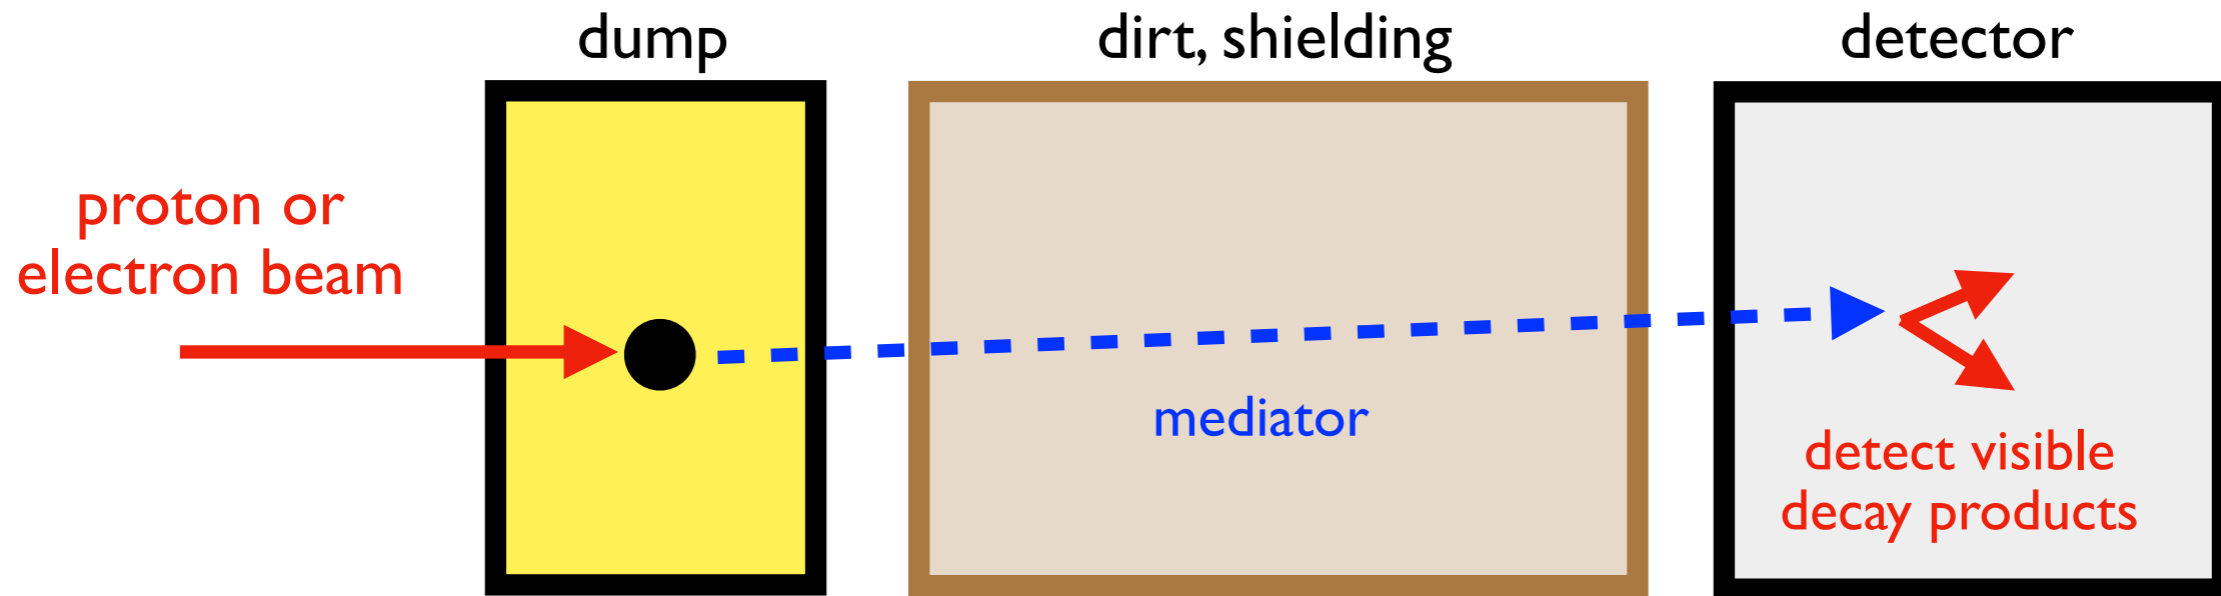 dump
dirt, shielding
detector
proton or
electron beam
mediator
detect visible
decay products